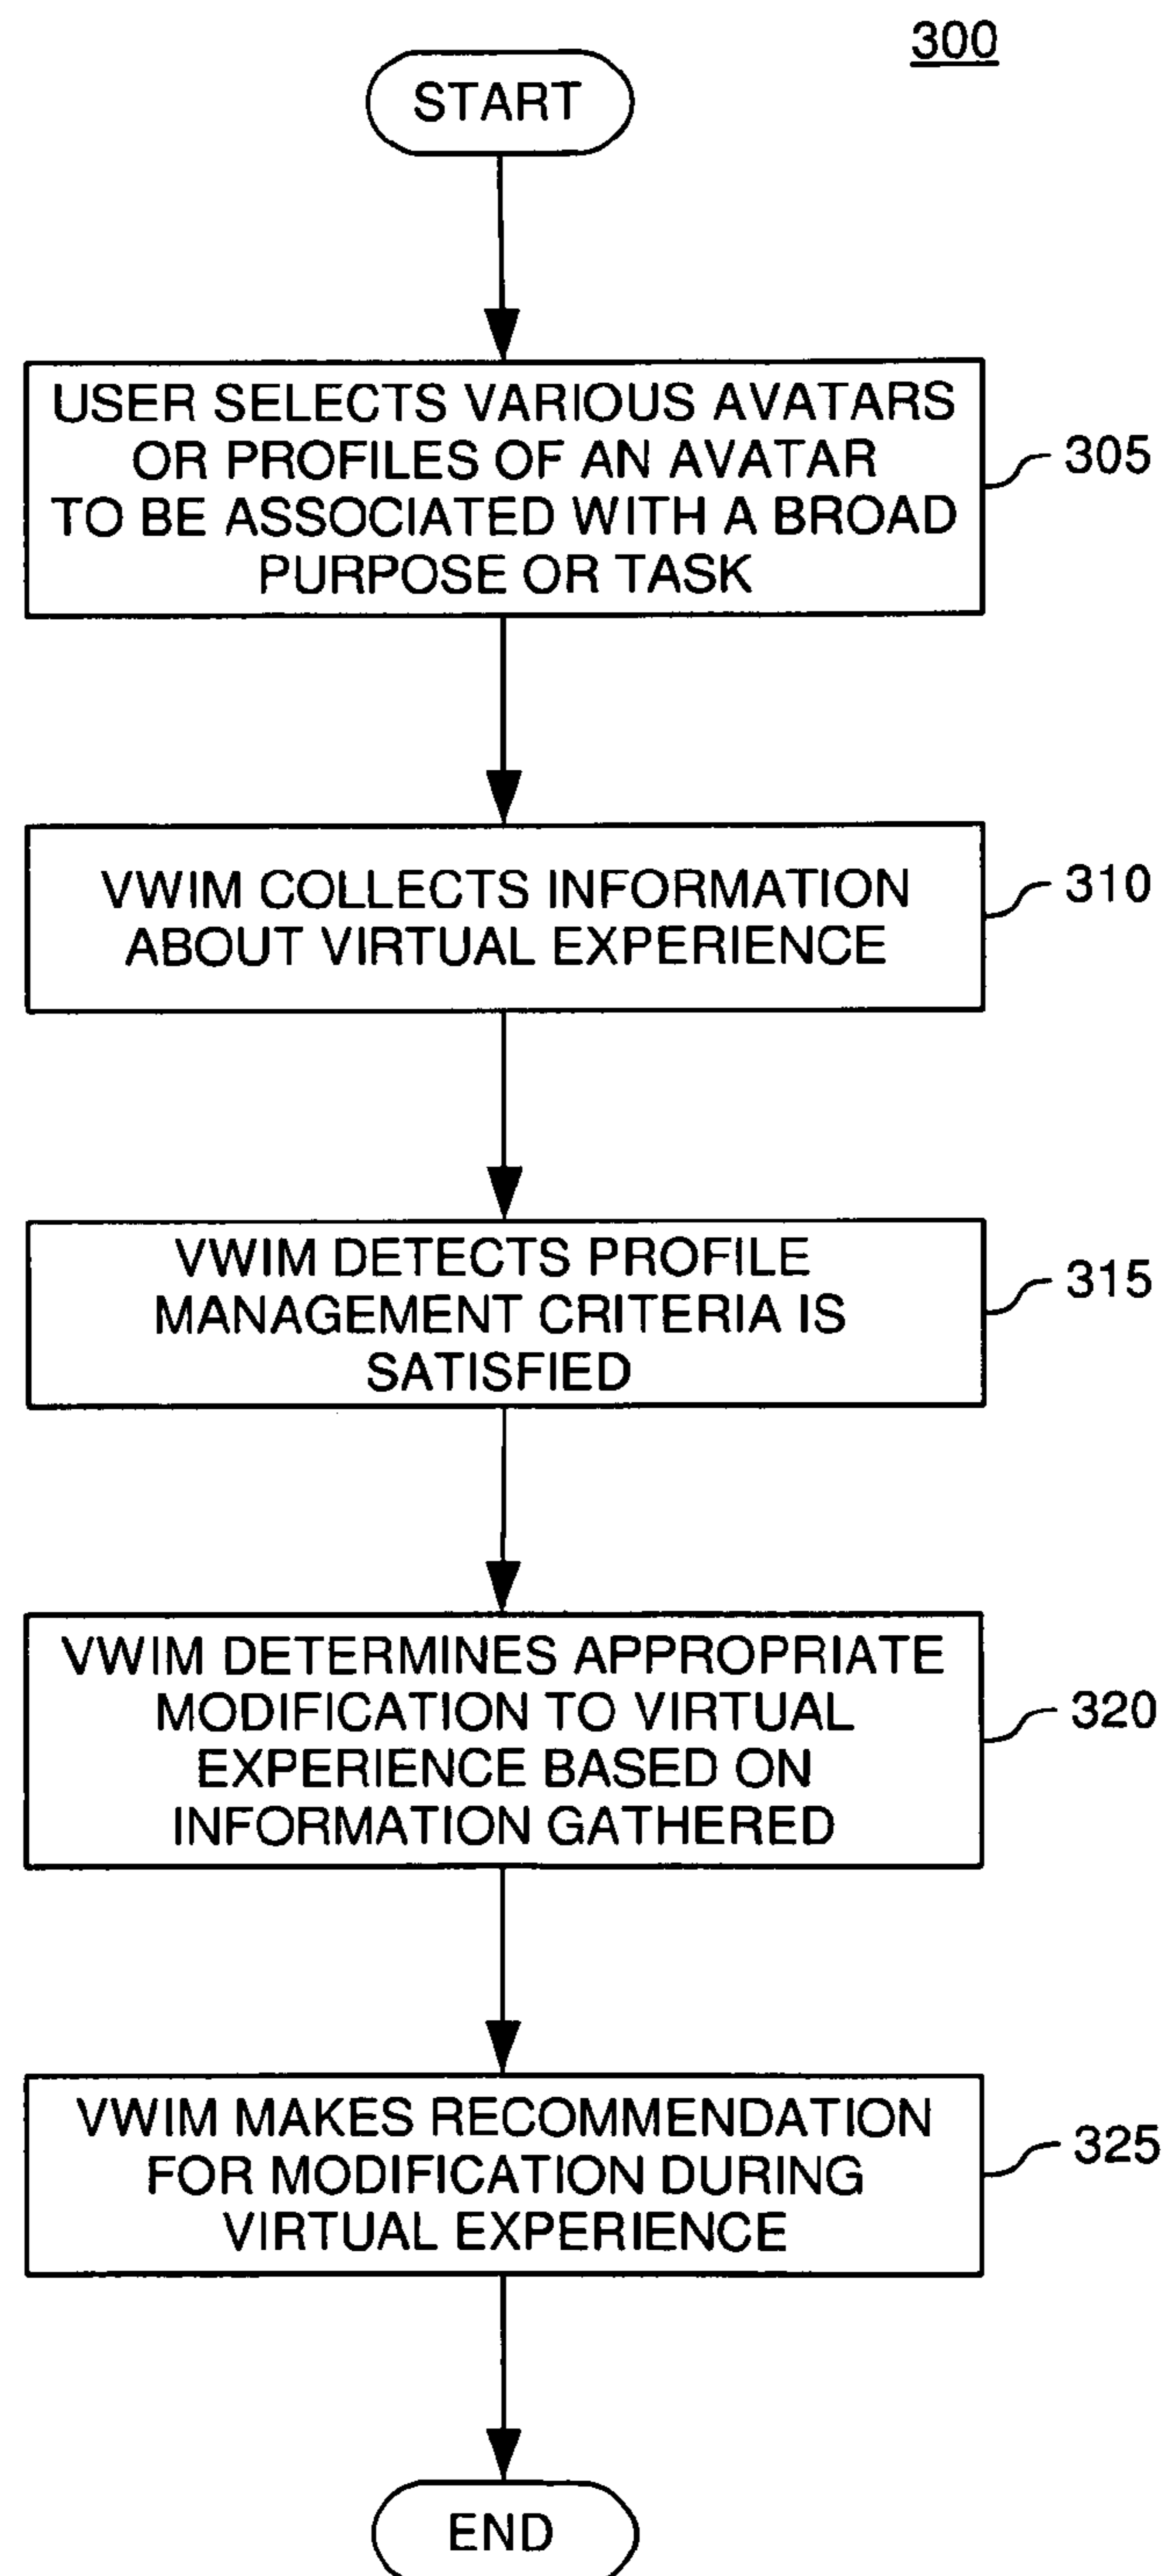 300
START
USER SELECTS VARIOUS AVATARS
OR PROFILES OF AN AVATAR
TO BE ASSOCIATED WITH A BROAD
PURPOSE OR TASK
305
VWIM COLLECTS INFORMATION
ABOUT VIRTUAL EXPERIENCE
310
VWIM DETECTS PROFILE
MANAGEMENT CRITERIA IS
SATISFIED
315
VWIM DETERMINES APPROPRIATE
MODIFICATION TO VIRTUAL
EXPERIENCE BASED ON
INFORMATION GATHERED
320
VWIM MAKES RECOMMENDATION
FOR MODIFICATION DURING
VIRTUAL EXPERIENCE
325
END